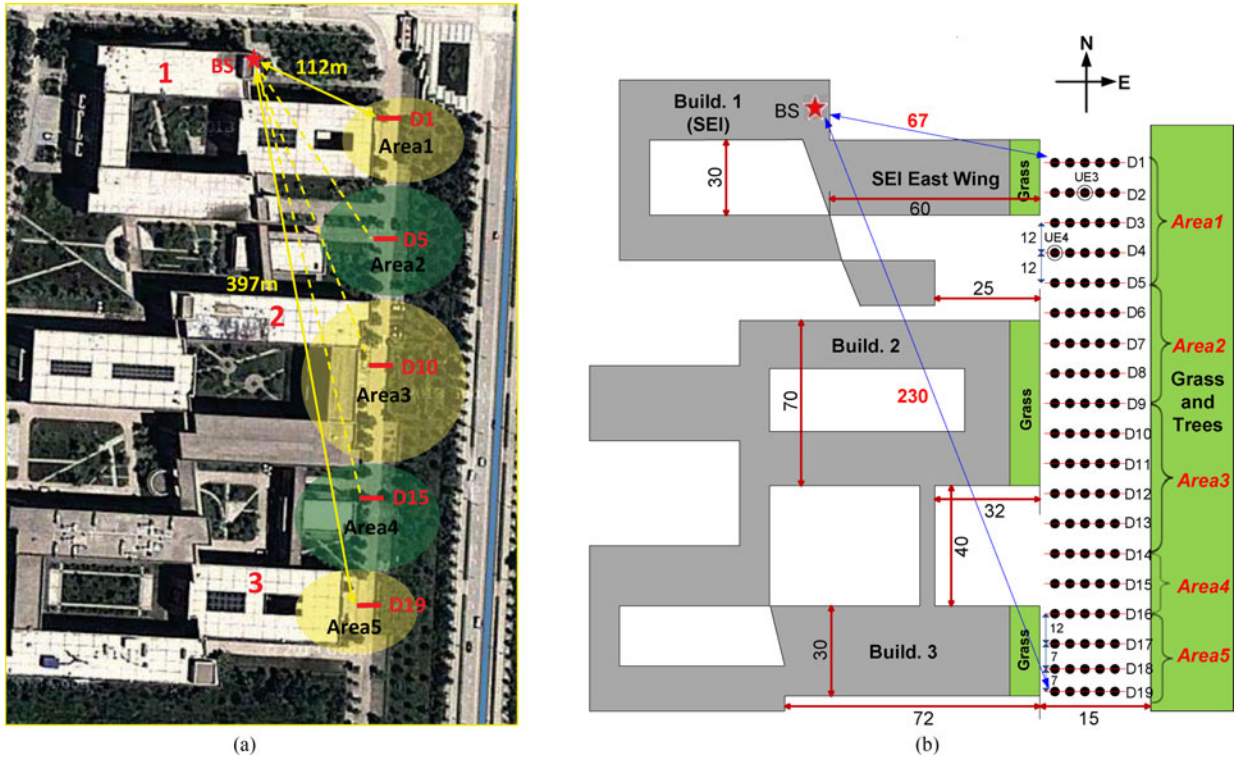 1
BS
112m
D1
Area1
D5
Area2
397m
2
D10
Area3
D15
Area4
3
D19
Area5
(a)
N
E
Build. 1
(SEI)
BS
67
30
SEI East Wing
Grass
60
D1
UE3
D2
D3
12
UE4
D4
12
D5
Area1
25
D6
Build. 2
D7
Area2
D8
Grass
and
Trees
70
230
Grass
D9
D10
D11
32
D12
Area3
D13
40
D14
D15
Area4
D16
12
30
Build. 3
Grass
D17
7
D18
7
Area5
D19
72
15
(b)